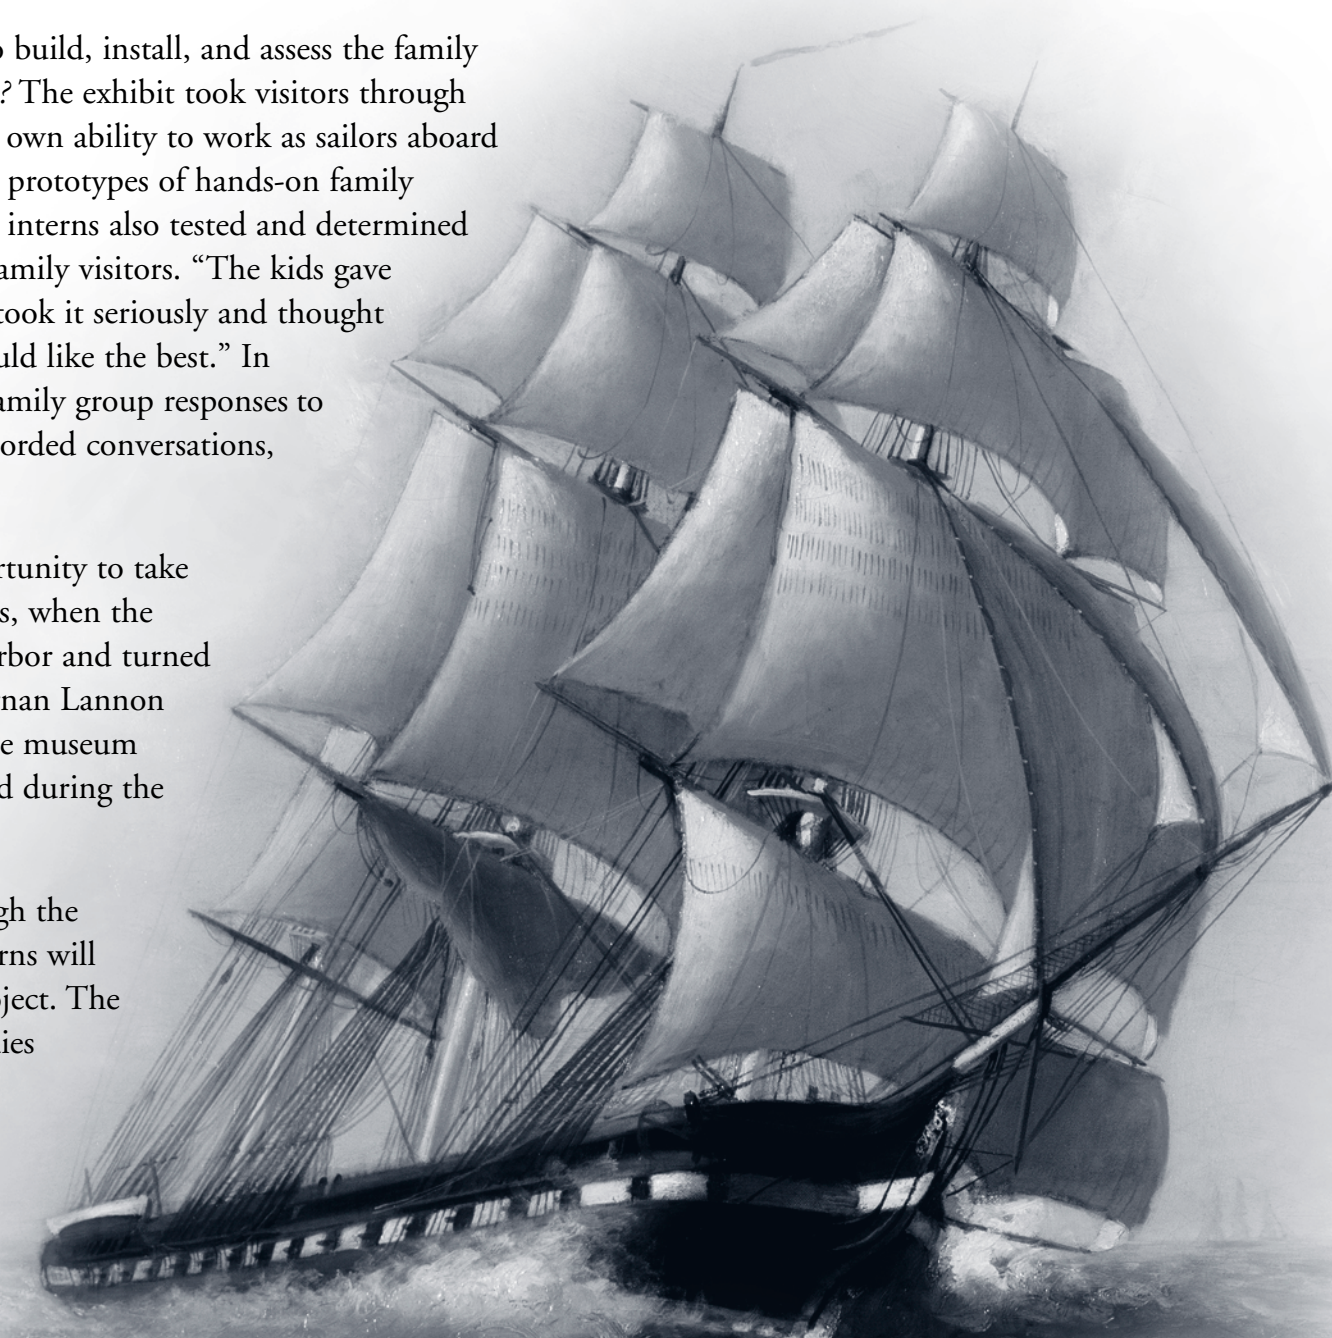 build, install, and assess the family
? The exhibit took visitors through
own ability to work as sailors aboard
prototypes of hands-on family
interns also tested and determined
amily visitors. “The kids gave
took it seriously and thought
uld like the best.” In
amily group responses to
orded conversations,
rtunity to take
s, when the
rbor and turned
nan Lannon
e museum
d during the
gh the
rns will
ject. The
ies